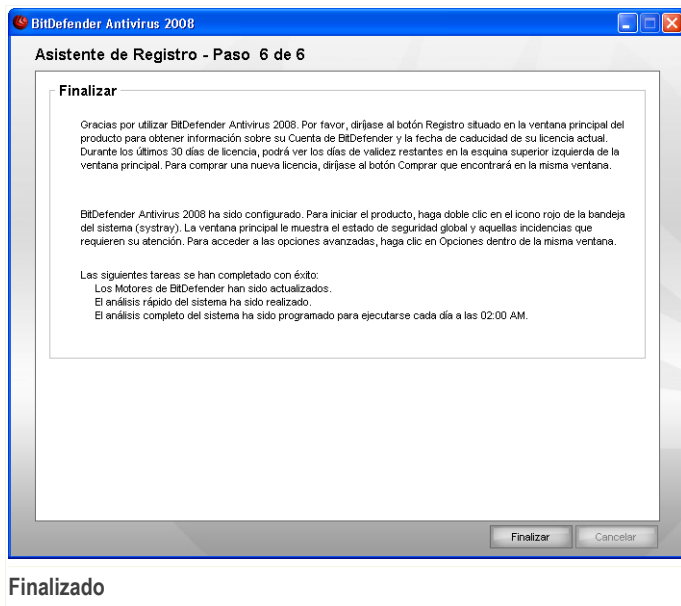 BitDefender Antivirus 2008
Asistente de Registro - Paso 6 de 6
Finalizar
Gracias por utilizar BitDefender Antivirus 2008. Por favor, diríjase al botón Registro situado en la ventana principal del
producto para obtener información sobre su Cuenta de BitDefender y la fecha de caducidad de su licencia actual.
Durante los últimos 30 días de licencia, podrá ver los días de validez restantes en la esquina superior izquierda de la
ventana principal. Para comprar una nueva licencia, diríjase al botón Comprar que encontrará en la misma ventana.
BitDefender Antivirus 2008 ha sido configurado. Para iniciar el producto, haga doble clic en el icono rojo de la bandeja
del sistema (systray). La ventana principal le muestra el estado de seguridad global y aquellas incidencias que
requieren su atención. Para acceder a las opciones avanzadas, haga clic en Opciones dentro de la misma ventana.
Las siguientes tareas se han completado con éxito:
Los Motores de BitDefender han sido actualizados.
El análisis rápido del sistema ha sido realizado.
El análisis completo del sistema ha sido programado para ejecutarse cada día a las 02:00 AM.
Finalizar
Cancelar
Finalizado